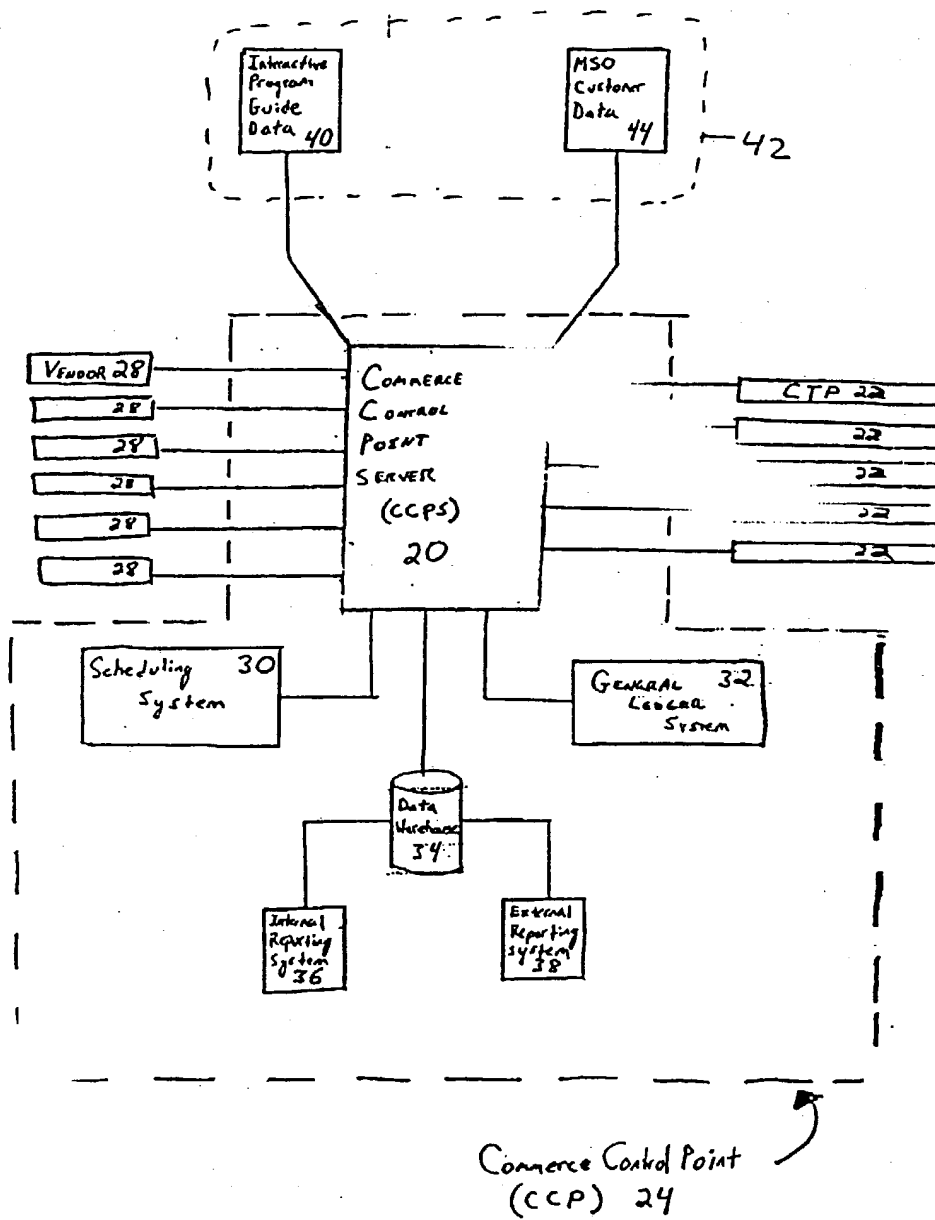 Interactive
Program
Guide
Data 40
MSO
Customer
Data
44
42
VENDOR 28
28
28
28
28
28
COMMERCE
CONTROL
POINT
SERVER
(CCPS)
20
CTP 22
22
22
22
22
Scheduling 30
System
GENERAL 32
LEDGER
SYSTEM
Data
Warehouse
34
Internal
Reporting
System
36
External
Reporting
System
38
Commerce Control Point
(CCP) 24